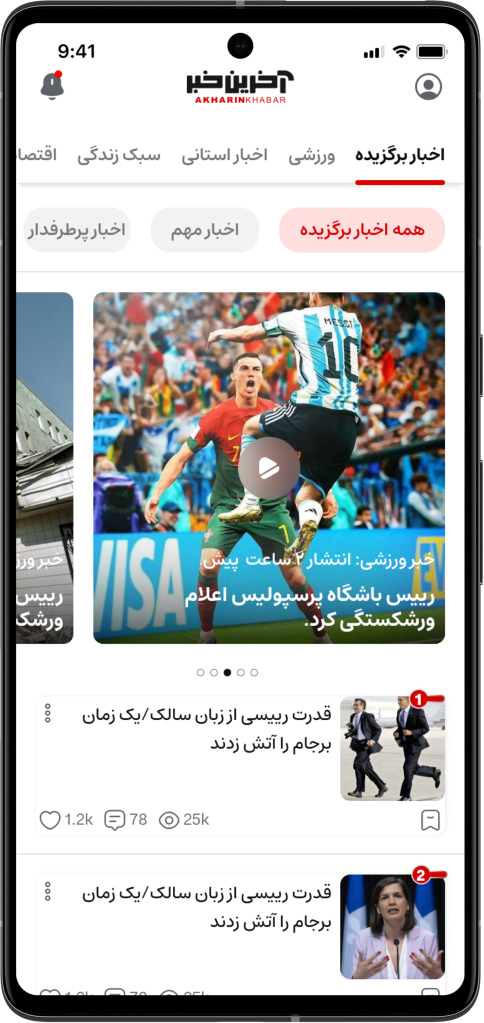 9:41
آخرین خبر
AKHARINKHABAR
اخبار برگزیده
ورزشی
اخبار استانی
سبک زندگی
اقتصا
همه اخبار برگزیده
اخبار مهم
اخبار پرطرفدار
MESSI
10
7
7
VISA
خبر ورزشی: انتشار ۲ ساعت پیش.
رییس باشگاه پرسپولیس اعلام
ورشکستگی کرد.
خبر ورز
رییس
ورشک
1
قدرت رییسی از زبان سالک/یک زمان
برجام را آتش زدند
1.2k 78 25k
2
قدرت رییسی از زبان سالک/یک زمان
برجام را آتش زدند